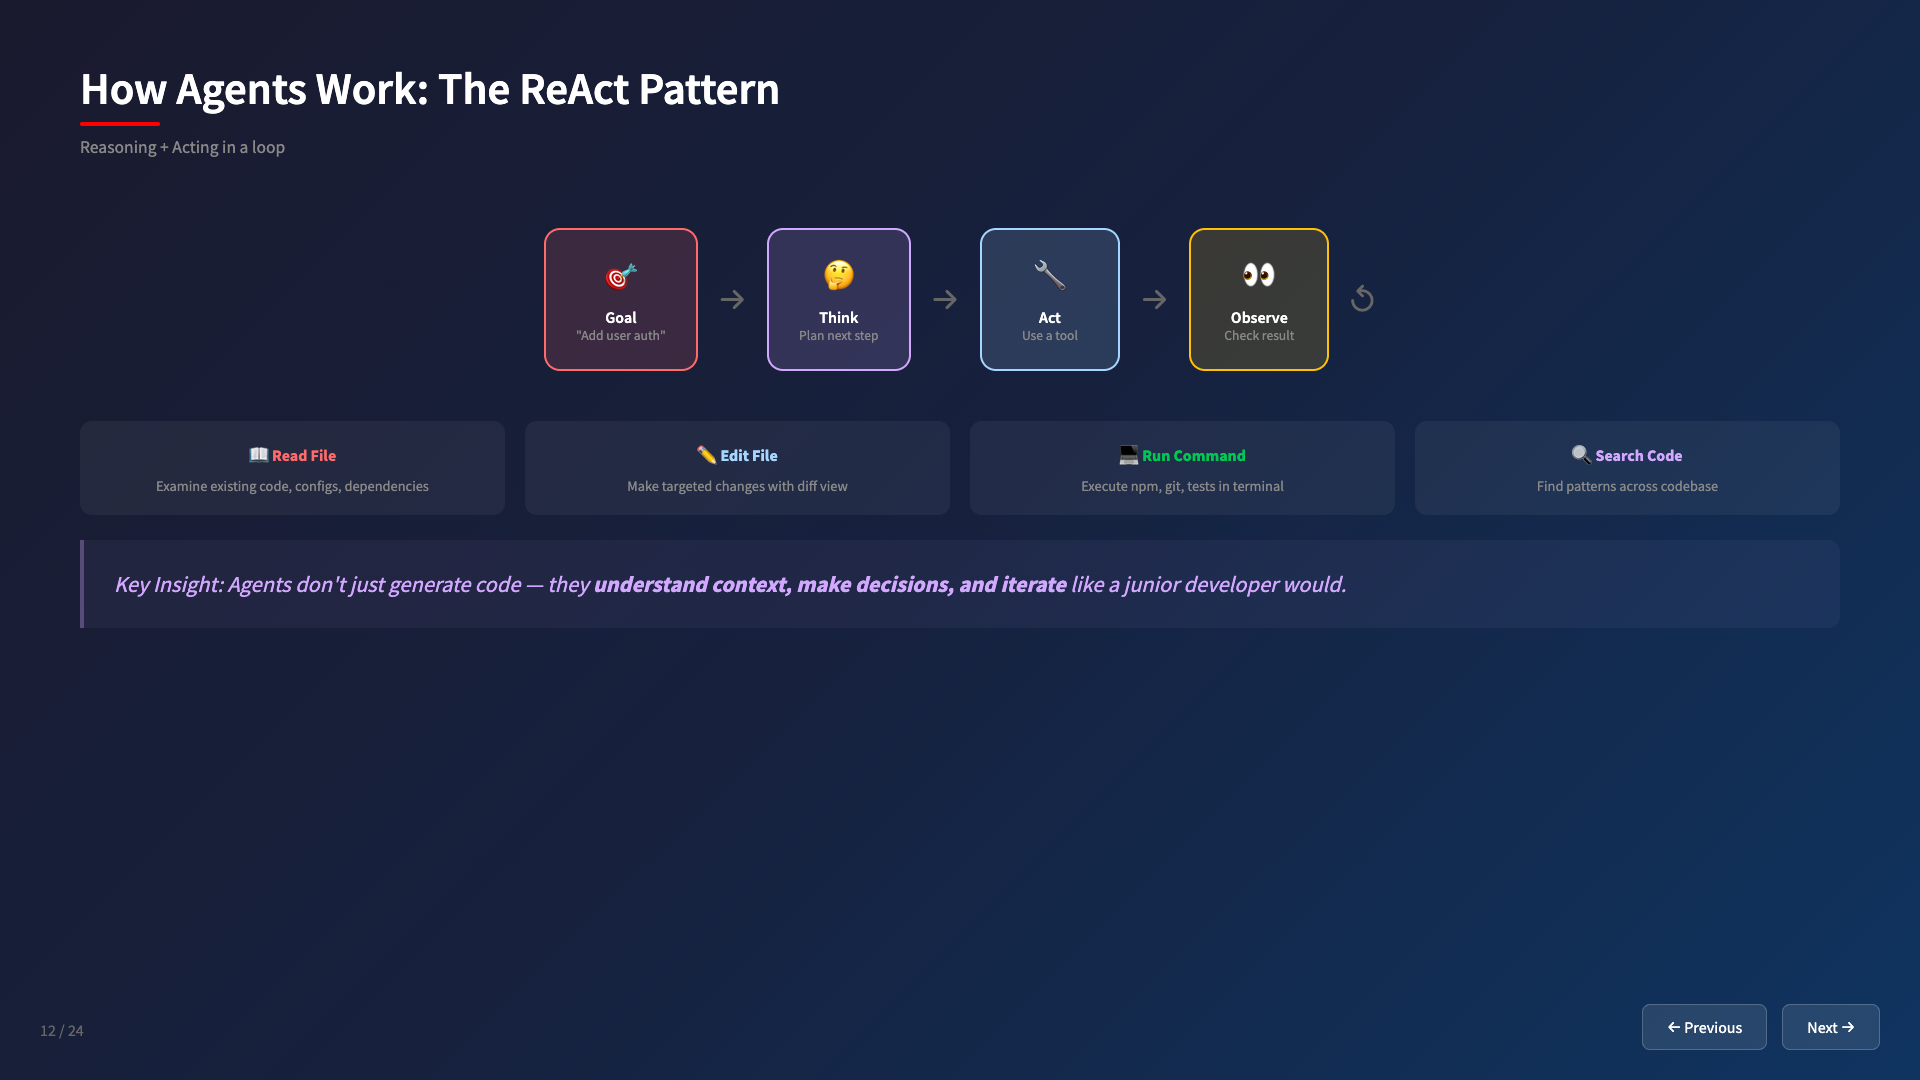 How Agents Work: The ReAct Pattern
Reasoning + Acting in a loop
Goal
"Add user auth"
Think
Plan next step
Act
Use a tool
Observe
Check result
Read File
Examine existing code, configs, dependencies
Edit File
Make targeted changes with diff view
Run Command
Execute npm, git, tests in terminal
Search Code
Find patterns across codebase
Key Insight: Agents don't just generate code — they understand context, make decisions, and iterate like a junior developer would.
12 / 24
← Previous
Next →